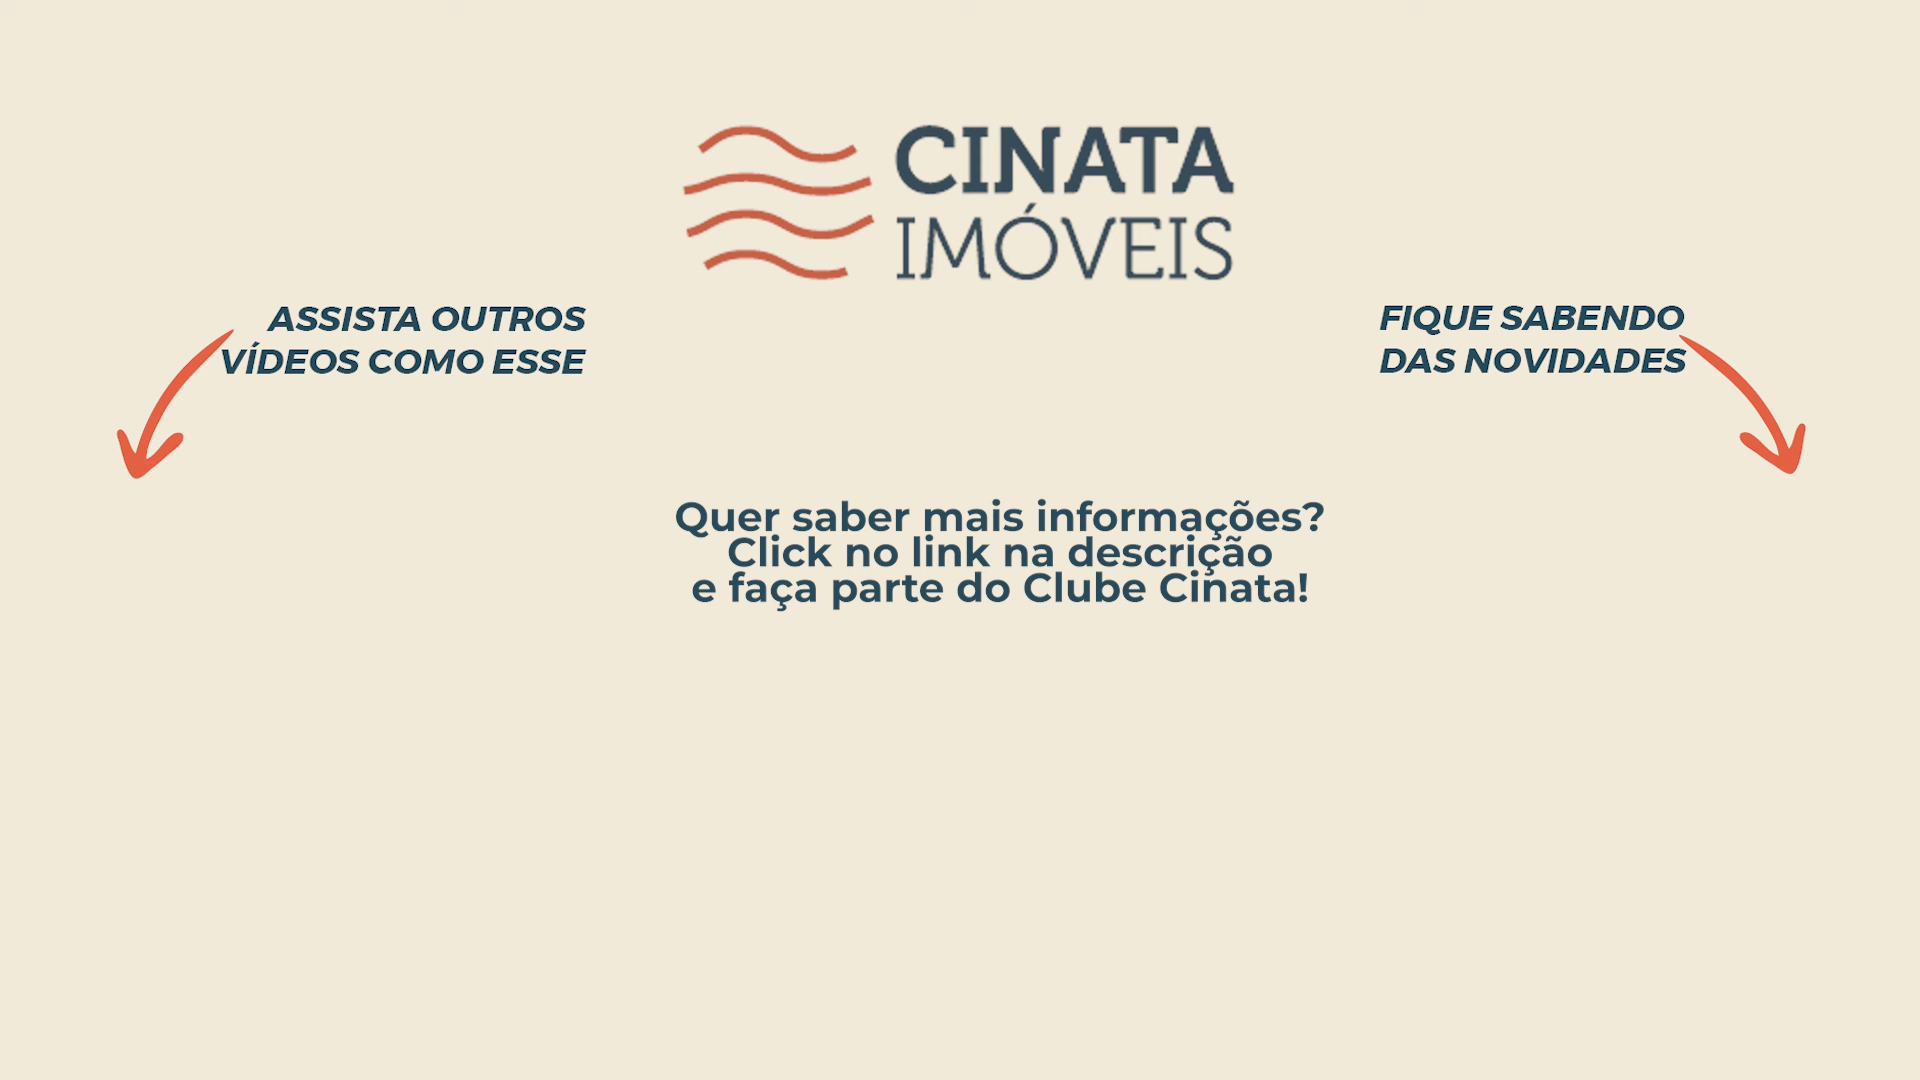 CINATA
IMÓVEIS
ASSISTA OUTROS
VÍDEOS COMO ESSE
FIQUE SABENDO
DAS NOVIDADES
Quer saber mais informações?
Click no link na descrição
e faça parte do Clube Cinata!